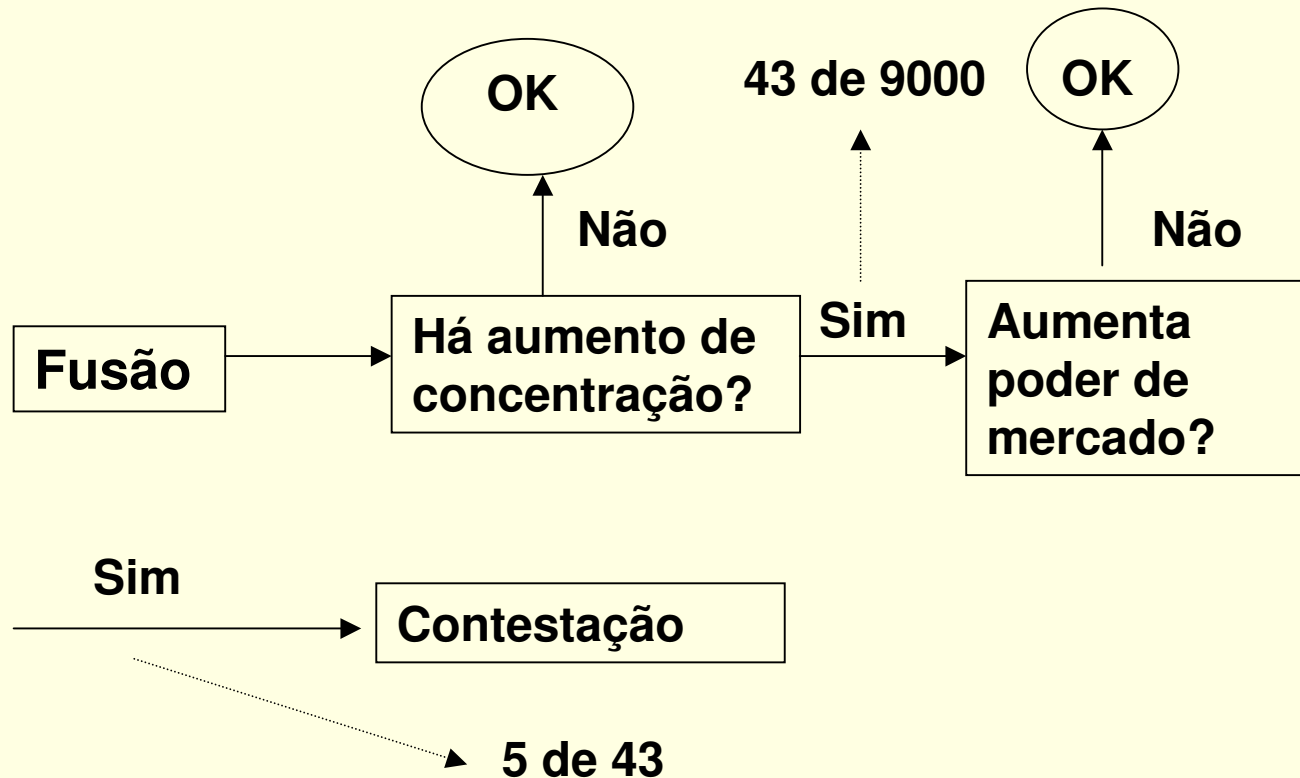 OK
43 de 9000
OK
Não
Não
Fusão
Há aumento de
concentração?
Sim
Aumenta
poder de
mercado?
Sim
Contestação
5 de 43